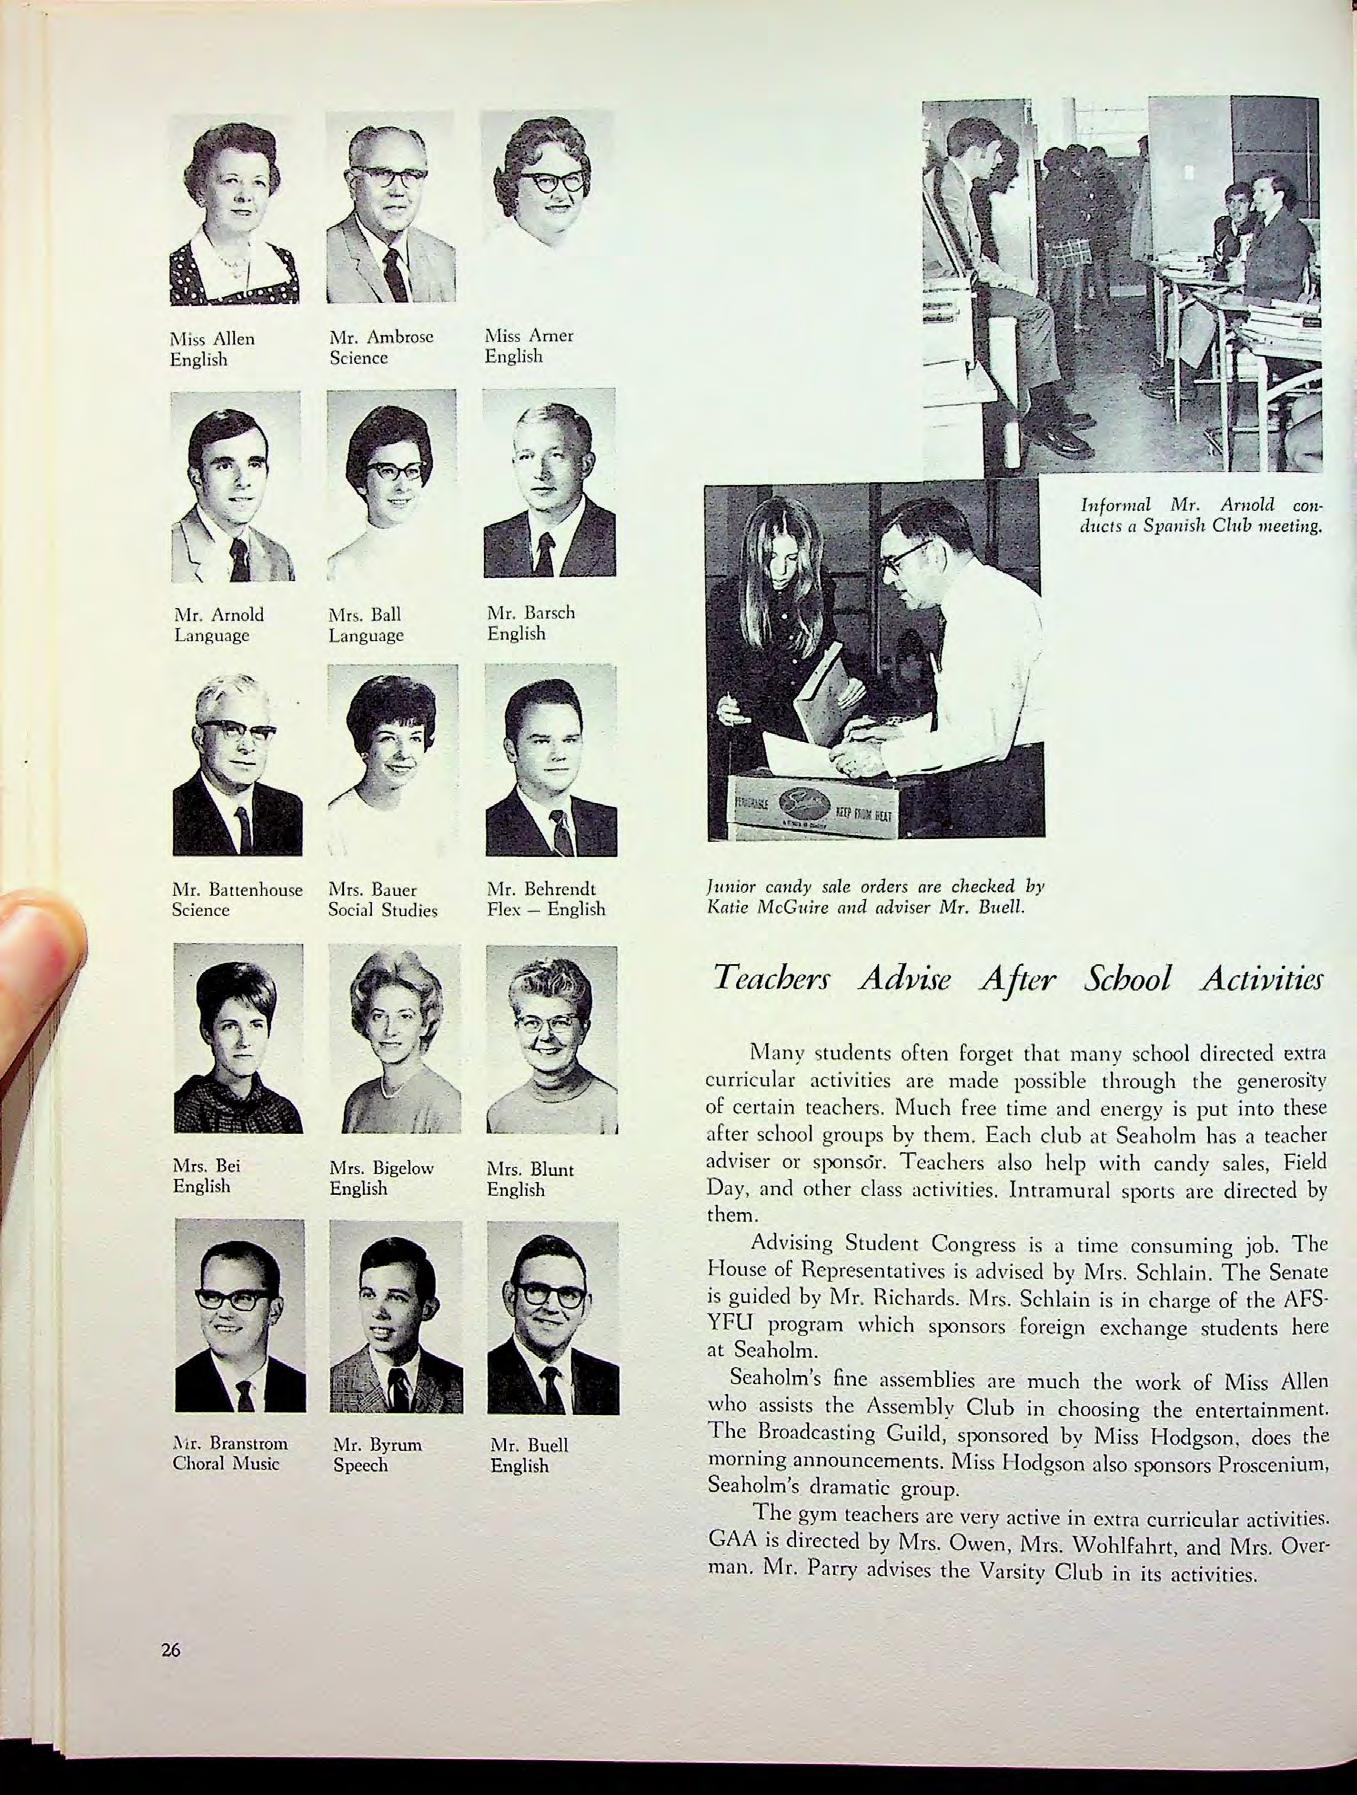 Miss Allen
English
Mr. Ambrose
Science
Miss Arner
English
Mr. Arnold
Language
Mrs. Ball
Language
Mr. Barsch
English
Mr. Battenhouse
Science
Mrs. Bauer
Social Studies
Mr. Behrendt
Flex — English
Mrs. Bei
English
Mrs. Bigelow
English
Mrs. Blunt
English
Mr. Branstrom
Choral Music
Mr. Byrum
Speech
Mr. Buell
English
Informal Mr. Arnold con-
ducts a Spanish Club meeting.
KEEP FROM HEAT
Junior candy sale orders are checked by
Katie McGuire and adviser Mr. Buell.
Teachers Advise After School Activities
Many students often forget that many school directed extra
curricular activities are made possible through the generosity
of certain teachers. Much free time and energy is put into these
after school groups by them. Each club at Seaholm has a teacher
adviser or sponsor. Teachers also help with candy sales, Field
Day, and other class activities. Intramural sports are directed by
them.
Advising Student Congress is a time consuming job. The
House of Representatives is advised by Mrs. Schlain. The Senate
is guided by Mr. Richards. Mrs. Schlain is in charge of the AFS-
YFU program which sponsors foreign exchange students here
at Seaholm.
Seaholm's fine assemblies are much the work of Miss Allen
who assists the Assembly Club in choosing the entertainment.
The Broadcasting Guild, sponsored by Miss Hodgson, does the
morning announcements. Miss Hodgson also sponsors Proscenium,
Seaholm's dramatic group.
The gym teachers are very active in extra curricular activities.
GAA is directed by Mrs. Owen, Mrs. Wohlfahrt, and Mrs. Over-
man. Mr. Parry advises the Varsity Club in its activities.
26